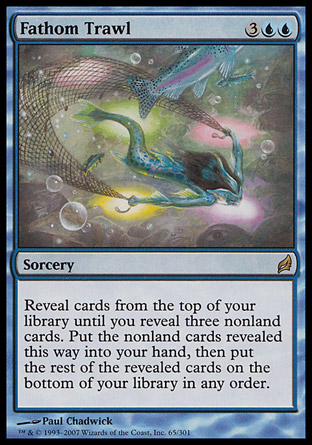 Fathom Trawl 3
Sorcery
Reveal cards from the top of your
library until you reveal three nonland
cards. Put the nonland cards revealed
this way into your hand, then put
the rest of the revealed cards on the
bottom of your library in any order.
Paul Chadwick
™ & © 1993–2007 Wizards of the Coast, Inc. 65/301